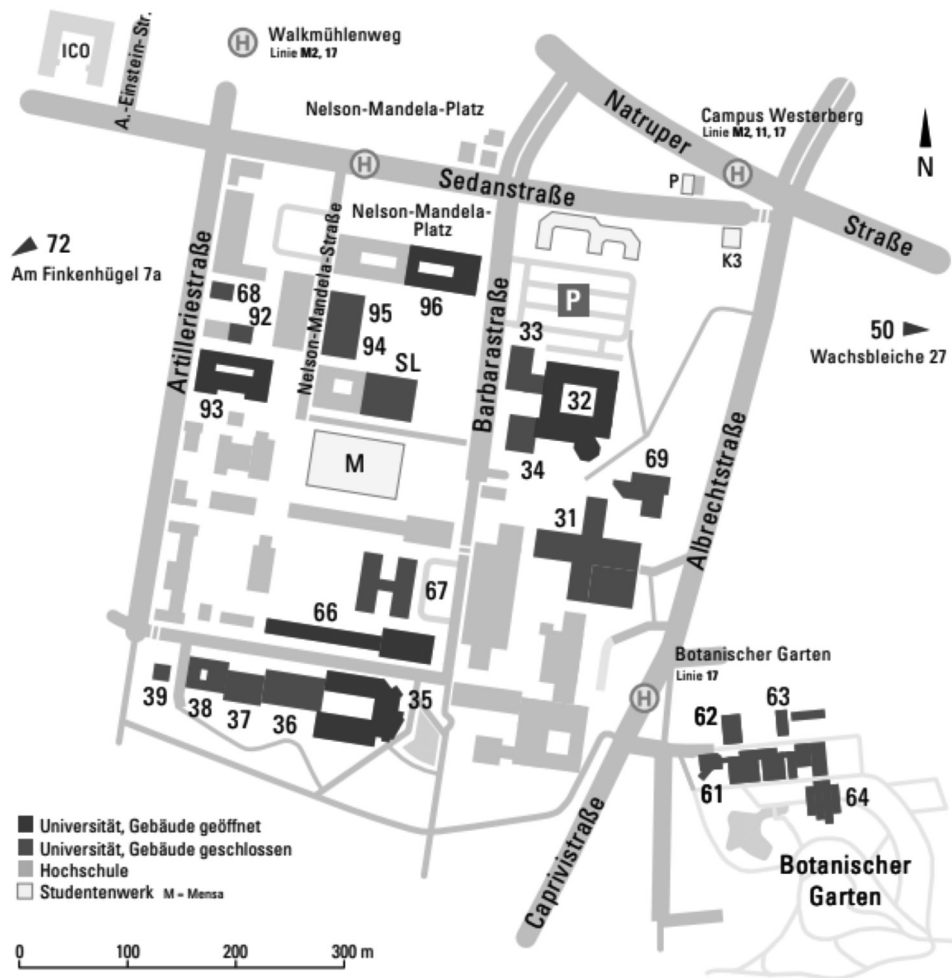 ICO
A.-Einstein-Str.
H
Walkmühlenweg
Linie M2, 17
Nelson-Mandela-Platz
Natruper
Campus Westerberg
Linie M2, 11, 17
N
H
Sedanstraße
P
H
Straße
K3
Nelson-Mandela-
Platz
72
Am Finkenhügel 7a
Artilleriestraße
68
92
Nelson-Mandela-Straße
95
94
96
Barbarastraße
P
33
50
Wachsbleiche 27
SL
32
93
34
M
69
31
Albrechtstraße
67
66
Botanischer Garten
Linie 17
H
39
38
37
36
35
62
63
61
64
Botanischer
Garten
Caprivistraße
Universität, Gebäude geöffnet
Universität, Gebäude geschlossen
Hochschule
Studentenwerk M = Mensa
0 100 200 300 m